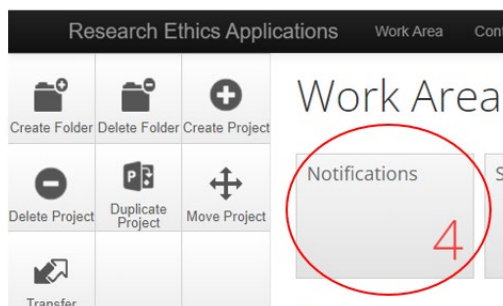 Research Ethics Applications Work Area
Work Area
Create Folder Delete Folder Create Project
Notifications
4
Delete Project Duplicate Project Move Project
Transfer